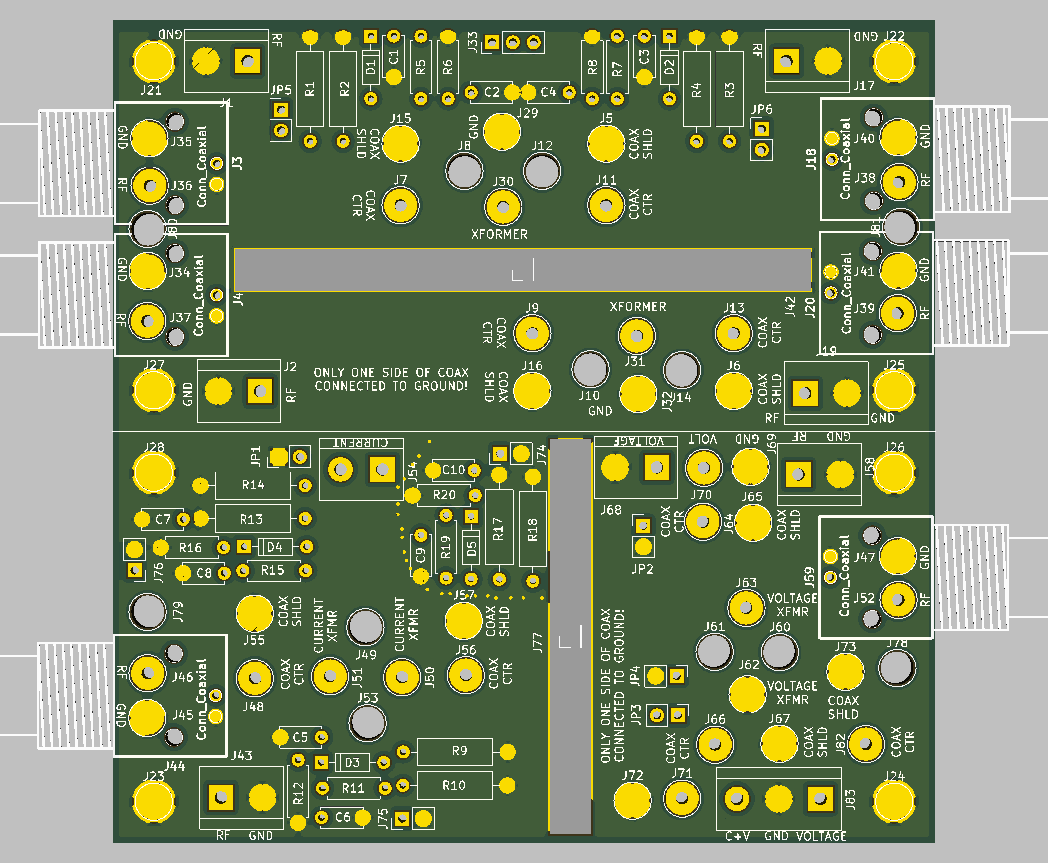 GND
RF
J21
J1
JP5
R1
R2
D1
C1
R5
R6
J33
C2
C4
J29
GND
R8
R7
C3
D2
R4
R3
JP6
RF
GND
J22
J17
J15
COAX
SHLD
J8
J12
J5
COAX
SHLD
GND
J35
Conn_Coaxial
J3
RF
J36
J7
COAX
CTR
J30
XFORMER
J11
COAX
CTR
J18
Conn_Coaxial
J40
GND
J38
RF
GND
J34
Conn_Coaxial
J4
RF
J37
J9
COAX
CTR
XFORMER
J31
J13
COAX
CTR
J42
J20
Conn_Coaxial
J41
GND
J39
RF
J27
GND
J2
RF
ONLY ONE SIDE OF COAX
CONNECTED TO GROUND!
COAX
SHLD
J16
J10
GND
J32
J14
J6
COAX
SHLD
J19
RF
GND
J25
J28
JP1
CURRENT
J54
C10
J74
VOLTAGE
J68
VOLT
GND
J69
RF
GND
J58
J26
R14
R20
R13
C7
R16
D4
J76
C8
R15
C9
R19
D5
R17
R18
J70
COAX
CTR
J64
J65
COAX
SHLD
JP2
J59
Conn_Coaxial
J47
GND
J52
RF
J79
J55
COAX
SHLD
CURRENT
XFMR
J49
CURRENT
XFMR
J57
COAX
SHLD
J77
ONLY ONE SIDE OF COAX
CONNECTED TO GROUND!
J63
VOLTAGE
XFMR
J61
J60
J62
VOLTAGE
XFMR
J73
COAX
SHLD
J78
RF
J46
Conn_Coaxial
GND
J45
J44
J48
COAX
CTR
J51
J53
J50
J56
COAX
CTR
JP4
JP3
COAX
CTR
J66
J67
COAX
SHLD
J82
COAX
CTR
J23
J43
RF
GND
C5
D3
R12
R11
C6
R9
R10
J75
J72
J71
J83
C+V
GND
VOLTAGE
J24